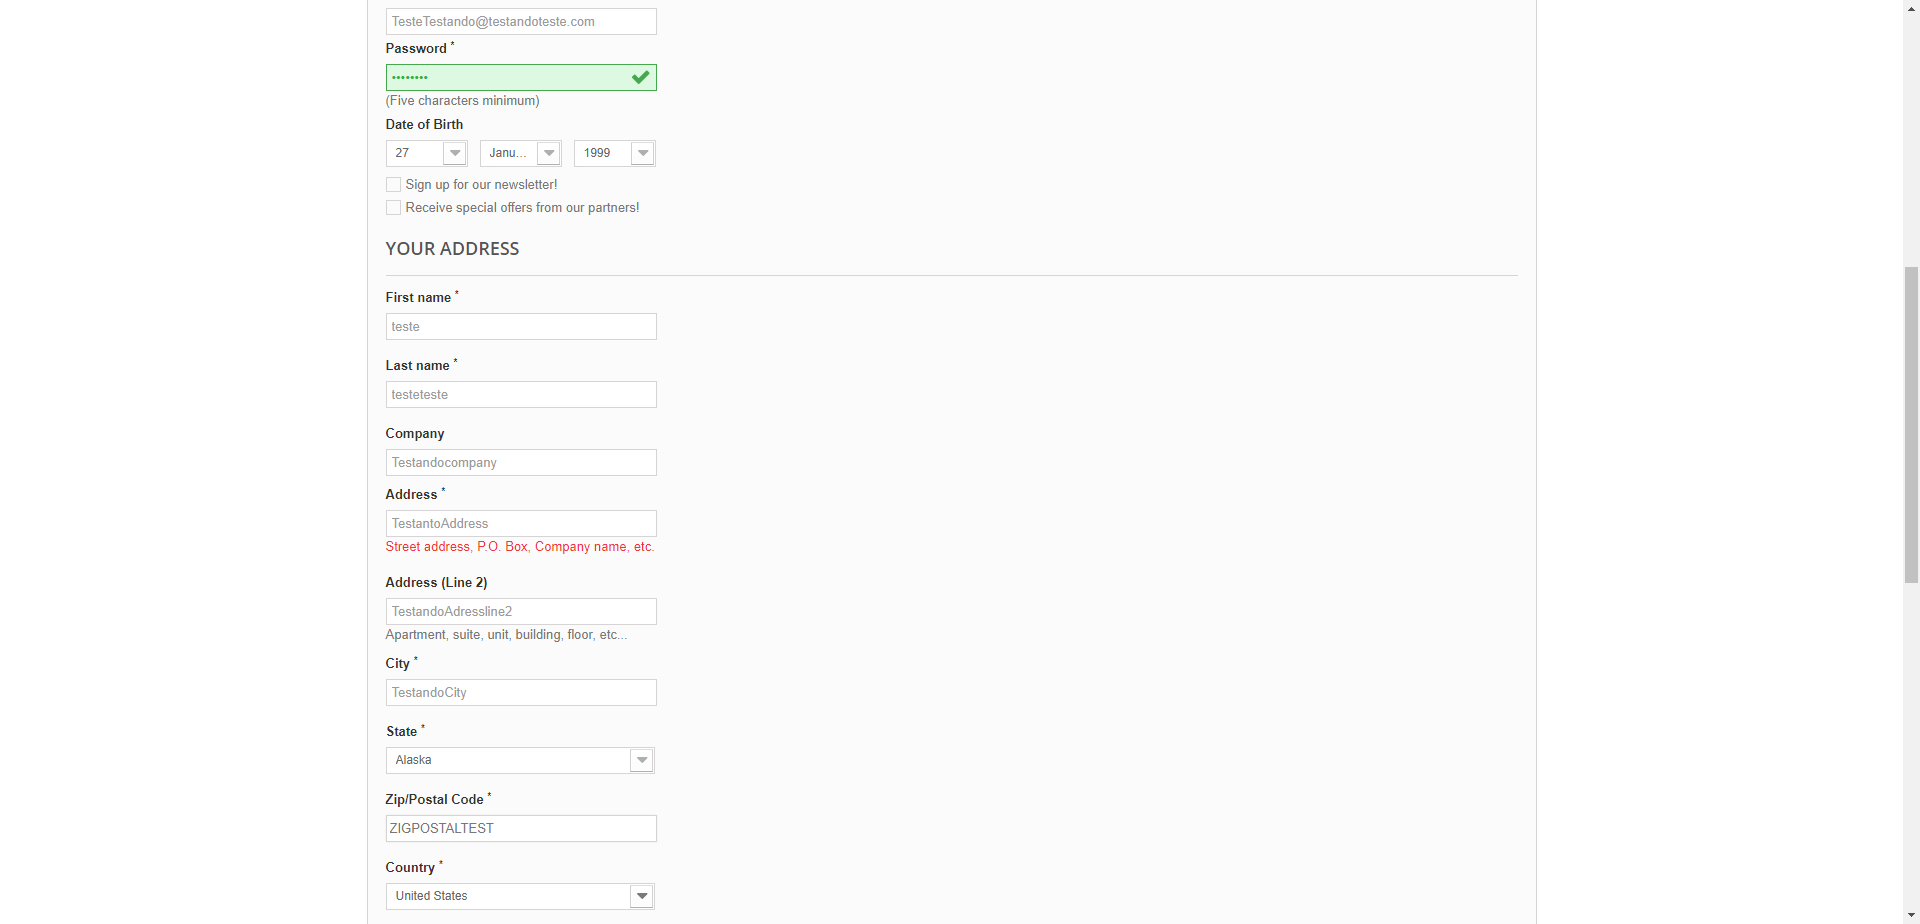 TesteTestando@testandoteste.com
Password *
••••••••
(Five characters minimum)
Date of Birth
27 Janu... 1999
Sign up for our newsletter!
Receive special offers from our partners!
YOUR ADDRESS
First name *
teste
Last name *
testeteste
Company
Testandocompany
Address *
TestantoAddress
Street address, P.O. Box, Company name, etc.
Address (Line 2)
TestandoAdressline2
Apartment, suite, unit, building, floor, etc...
City *
TestandoCity
State *
Alaska
Zip/Postal Code *
ZIGPOSTALTEST
Country *
United States